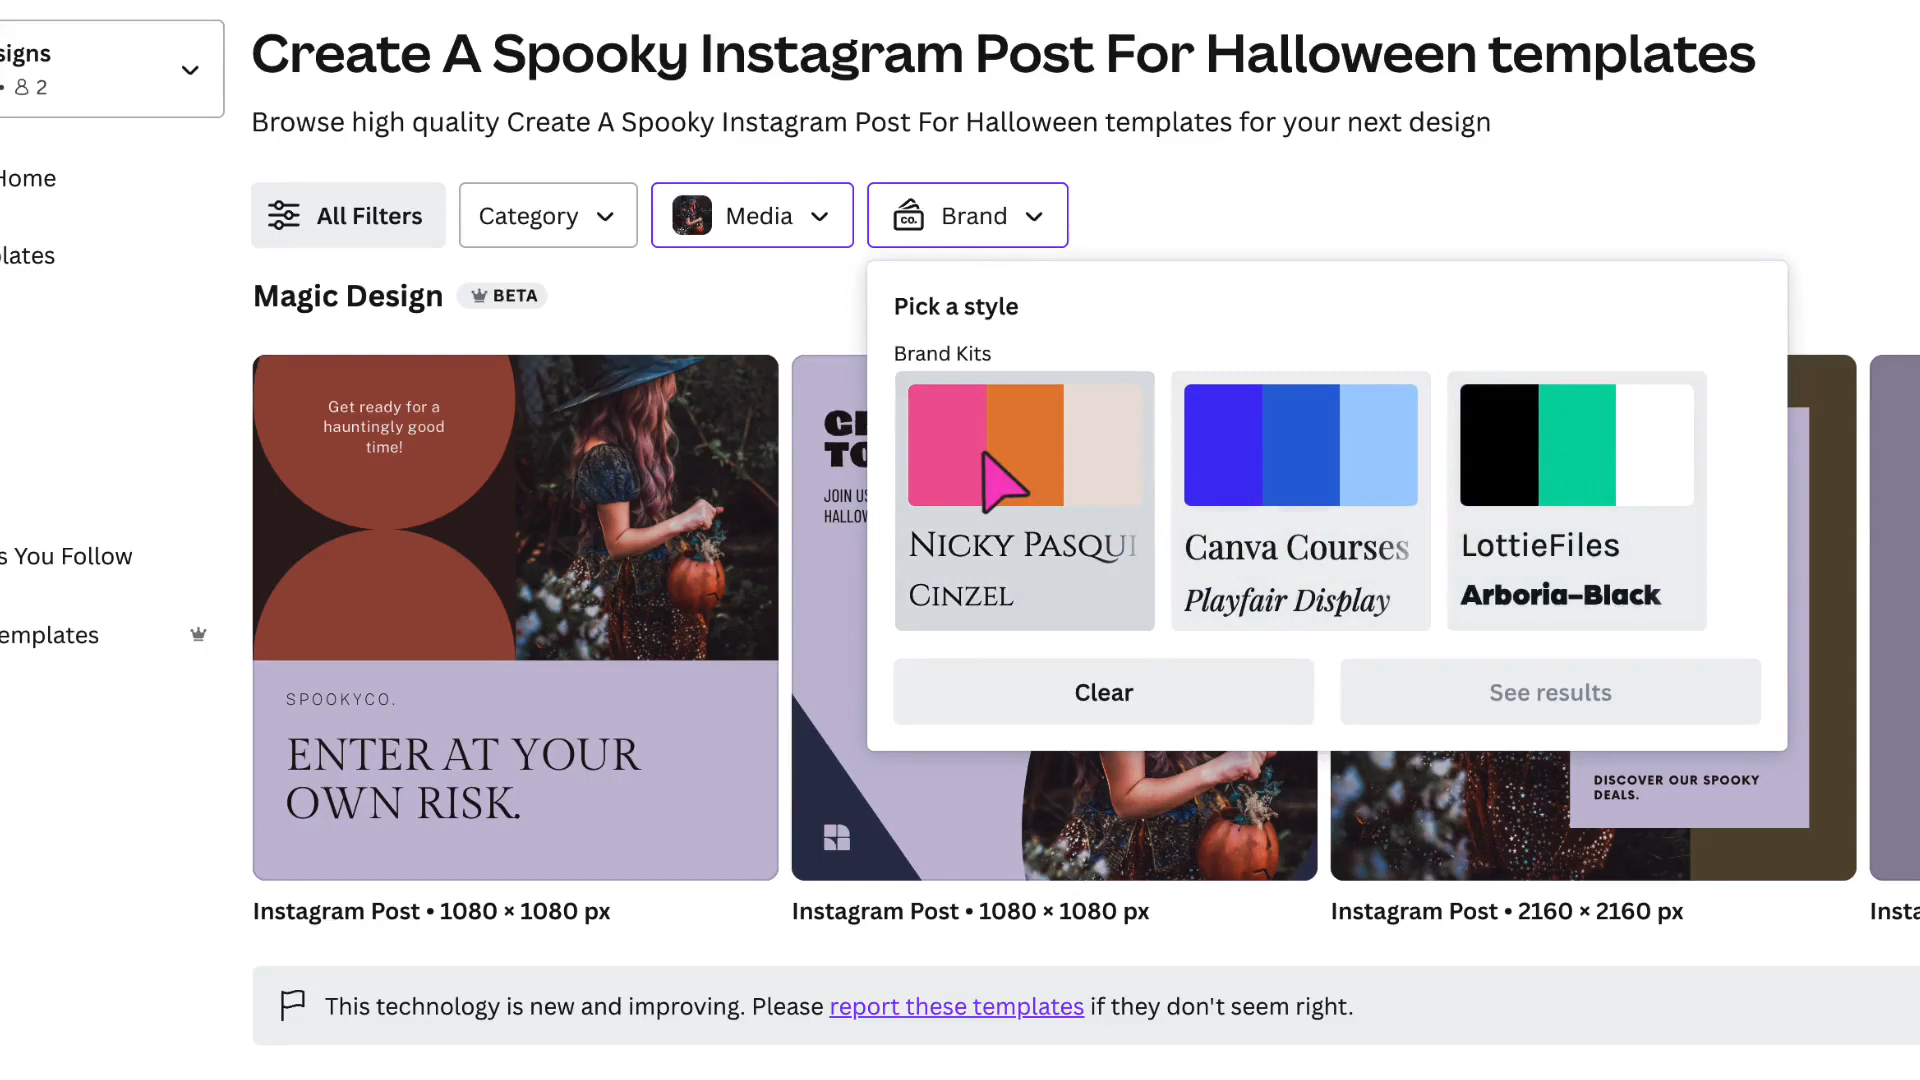 signs
• 2
Create A Spooky Instagram Post For Halloween templates
Browse high quality Create A Spooky Instagram Post For Halloween templates for your next design
Home
All Filters
Category
Media
CO.
Brand
lates
Magic Design
BETA
Pick a style
Brand Kits
Get ready for a
hauntingly good
time!
JOIN US
HALLOW
NICKY PASQUI
CINZEL
Canva Courses
Playfair Display
LottieFiles
Arboria-Black
s You Follow
emplates
Clear
See results
SPOOKYCO.
ENTER AT YOUR
OWN RISK.
DISCOVER OUR SPOOKY
DEALS.
Instagram Post • 1080 × 1080 px
Instagram Post • 1080 × 1080 px
Instagram Post • 2160 × 2160 px
Insta
This technology is new and improving. Please report these templates if they don't seem right.